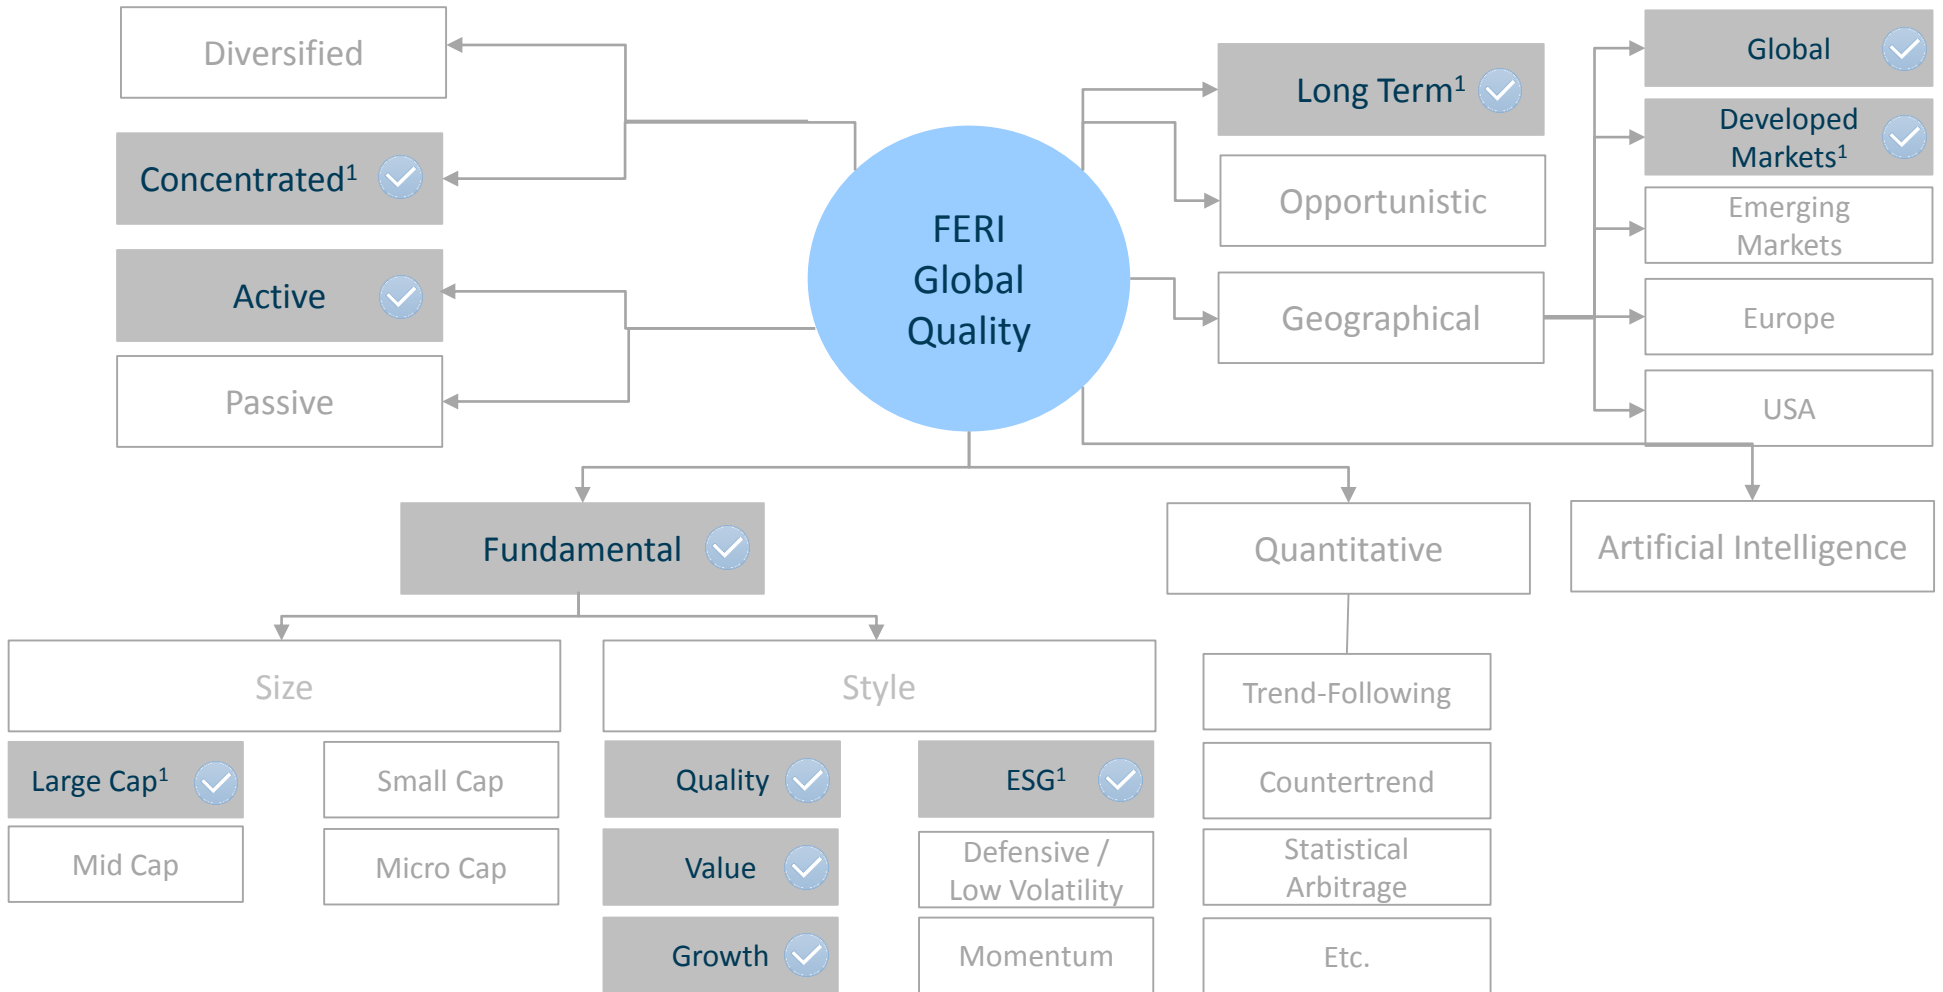 Diversified
Concentrated¹
Active
Passive
FERI
Global
Quality
Long Term¹
Opportunistic
Geographical
Global
Developed
Markets¹
Emerging
Markets
Europe
USA
Fundamental
Quantitative
Artificial Intelligence
Size
Style
Large Cap¹
Small Cap
Mid Cap
Micro Cap
Quality
ESG¹
Value
Defensive /
Low Volatility
Growth
Momentum
Trend-Following
Countertrend
Statistical
Arbitrage
Etc.